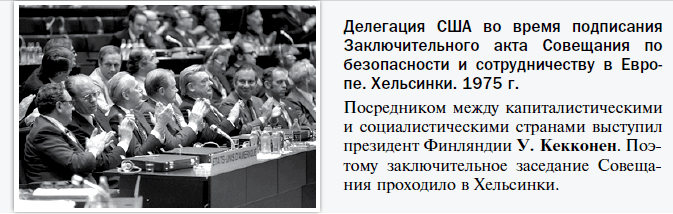 Делегация США во время подписания
Заключительного акта Совещания по
безопасности и сотрудничеству в Евро-
пе. Хельсинки. 1975 г.
Посредником между капиталистическими
и социалистическими странами выступил
президент Финляндии У. Кекконен. Поэ-
тому заключительное заседание Совеща-
ния проходило в Хельсинки.